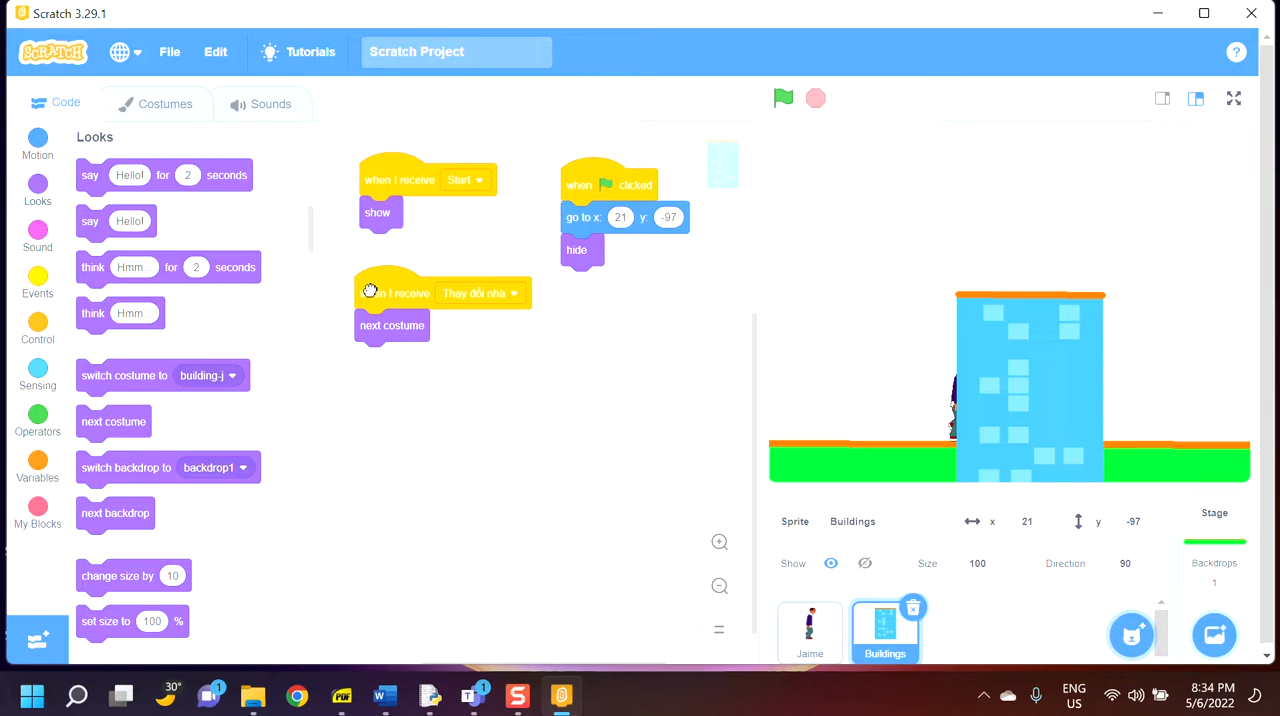 Scratch 3.29.1
SCRATCH
File
Edit
Tutorials
Scratch Project
?
Code
Costumes
Sounds
Looks
Motion
Looks
Sound
Events
Control
Sensing
Operators
Variables
My Blocks
say Hello! for 2 seconds
say Hello!
think Hmm for 2 seconds
think Hmm
switch costume to building-j
next costume
switch backdrop to backdrop1
next backdrop
change size by 10
set size to 100 %
when I receive Start
show
when clicked
go to x: 21 y: -97
hide
I receive Thay đổi nhà
next costume
Sprite Buildings x 21 y -97
Show Size 100 Direction 90
Jaime
Buildings
Stage
Backdrops
1
30°
1
PDF
W
T 1
S
ENG
US
8:34 PM
5/6/2022